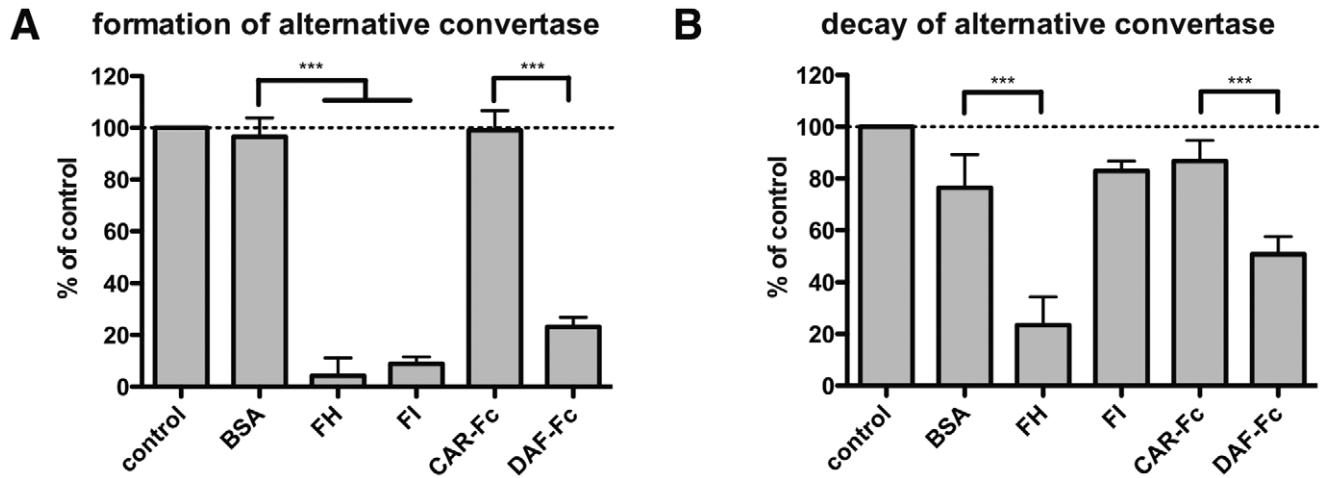 A formation of alternative convertase
% of control
120
100
80
60
40
20
0
***
***
control
BSA
FH
FI
CAR-Fc
DAF-Fc
B decay of alternative convertase
% of control
120
100
80
60
40
20
0
***
***
control
BSA
FH
FI
CAR-Fc
DAF-Fc